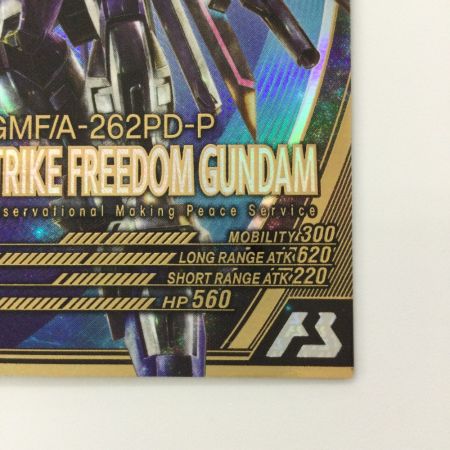 GMF/A-262PD-P
TRIKE FREEDOM GUNDAM
servational Making Peace Service
MOBILITY 300
LONG RANGE ATK 620
SHORT RANGE ATK 220
HP 560